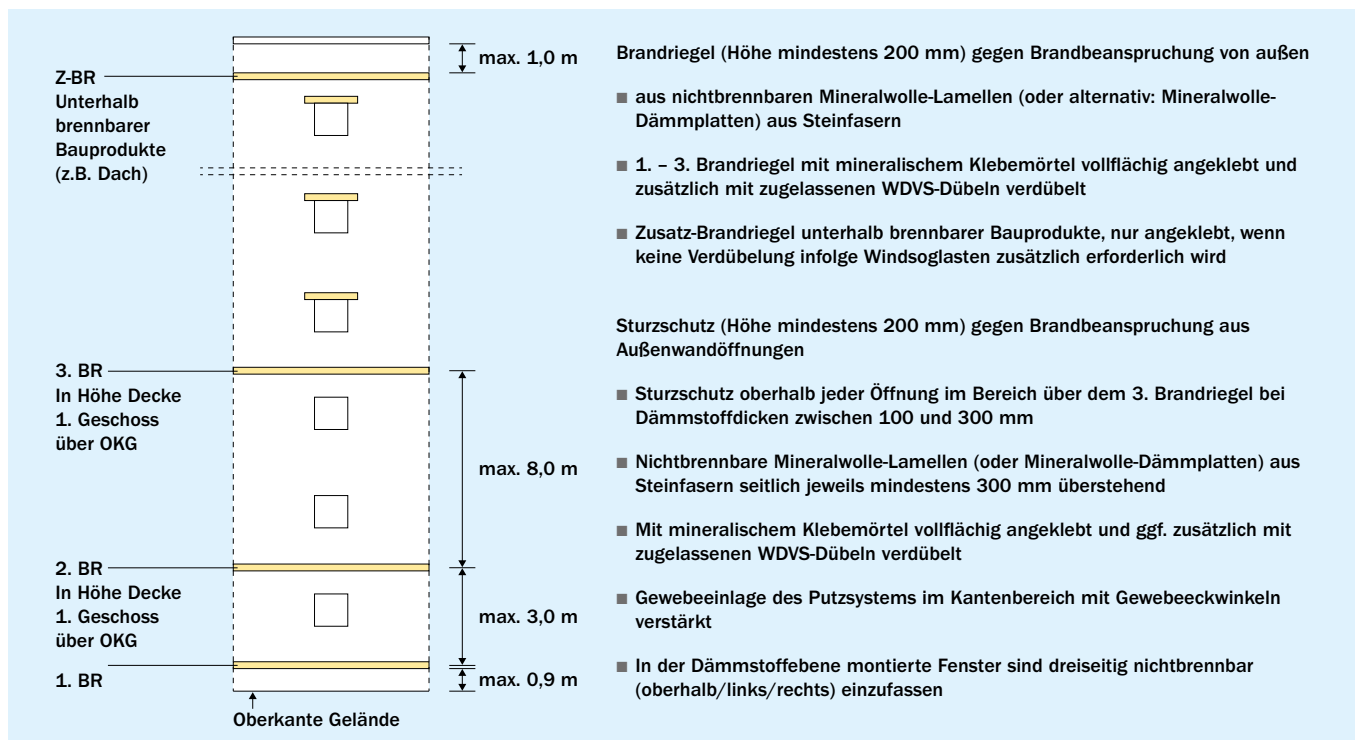 Z-BR
Unterhalb
brennbarer
Bauprodukte
(z.B. Dach)
3. BR
In Höhe Decke
1. Geschoss
über OKG
2. BR
In Höhe Decke
1. Geschoss
über OKG
1. BR
Oberkante Gelände
max. 1,0 m
max. 8,0 m
max. 3,0 m
max. 0,9 m
Brandriegel (Höhe mindestens 200 mm) gegen Brandbeanspruchung von außen
■ aus nichtbrennbaren Mineralwolle-Lamellen (oder alternativ: Mineralwolle-
Dämmplatten) aus Steinfasern
■ 1. – 3. Brandriegel mit mineralischem Klebemörtel vollflächig angeklebt und
zusätzlich mit zugelassenen WDVS-Dübeln verdübelt
■ Zusatz-Brandriegel unterhalb brennbarer Bauprodukte, nur angeklebt, wenn
keine Verdübelung infolge Windsoglasten zusätzlich erforderlich wird
Sturzschutz (Höhe mindestens 200 mm) gegen Brandbeanspruchung aus
Außenwandöffnungen
■ Sturzschutz oberhalb jeder Öffnung im Bereich über dem 3. Brandriegel bei
Dämmstoffdicken zwischen 100 und 300 mm
■ Nichtbrennbare Mineralwolle-Lamellen (oder Mineralwolle-Dämmplatten) aus
Steinfasern seitlich jeweils mindestens 300 mm überstehend
■ Mit mineralischem Klebemörtel vollflächig angeklebt und ggf. zusätzlich mit
zugelassenen WDVS-Dübeln verdübelt
■ Gewebeeinlage des Putzsystems im Kantenbereich mit Gewebeeckwinkeln
verstärkt
■ In der Dämmstoffebene montierte Fenster sind dreiseitig nichtbrennbar
(oberhalb/links/rechts) einzufassen